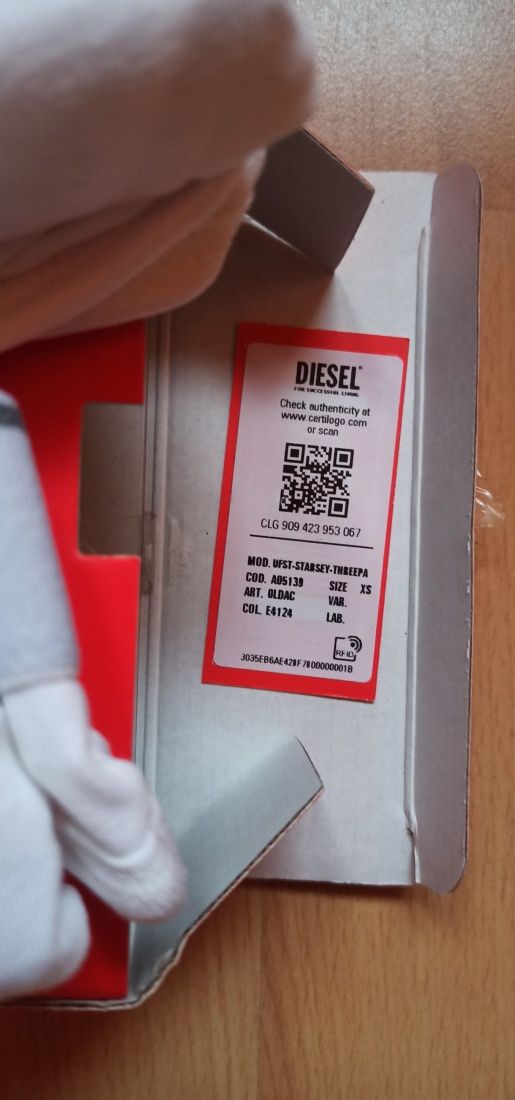 DIESEL
FOR SUCCESSFUL LIVING
Check authenticity at
www.certilogo.com
or scan
CLG 909 423 953 067
MOD. UFST-STARSEY-THREEPA
COD. A05139 SIZE XS
ART. 0LDAC VAR.
COL. E4124 LAB.
RFID
3035EB6AE428F7800000001B